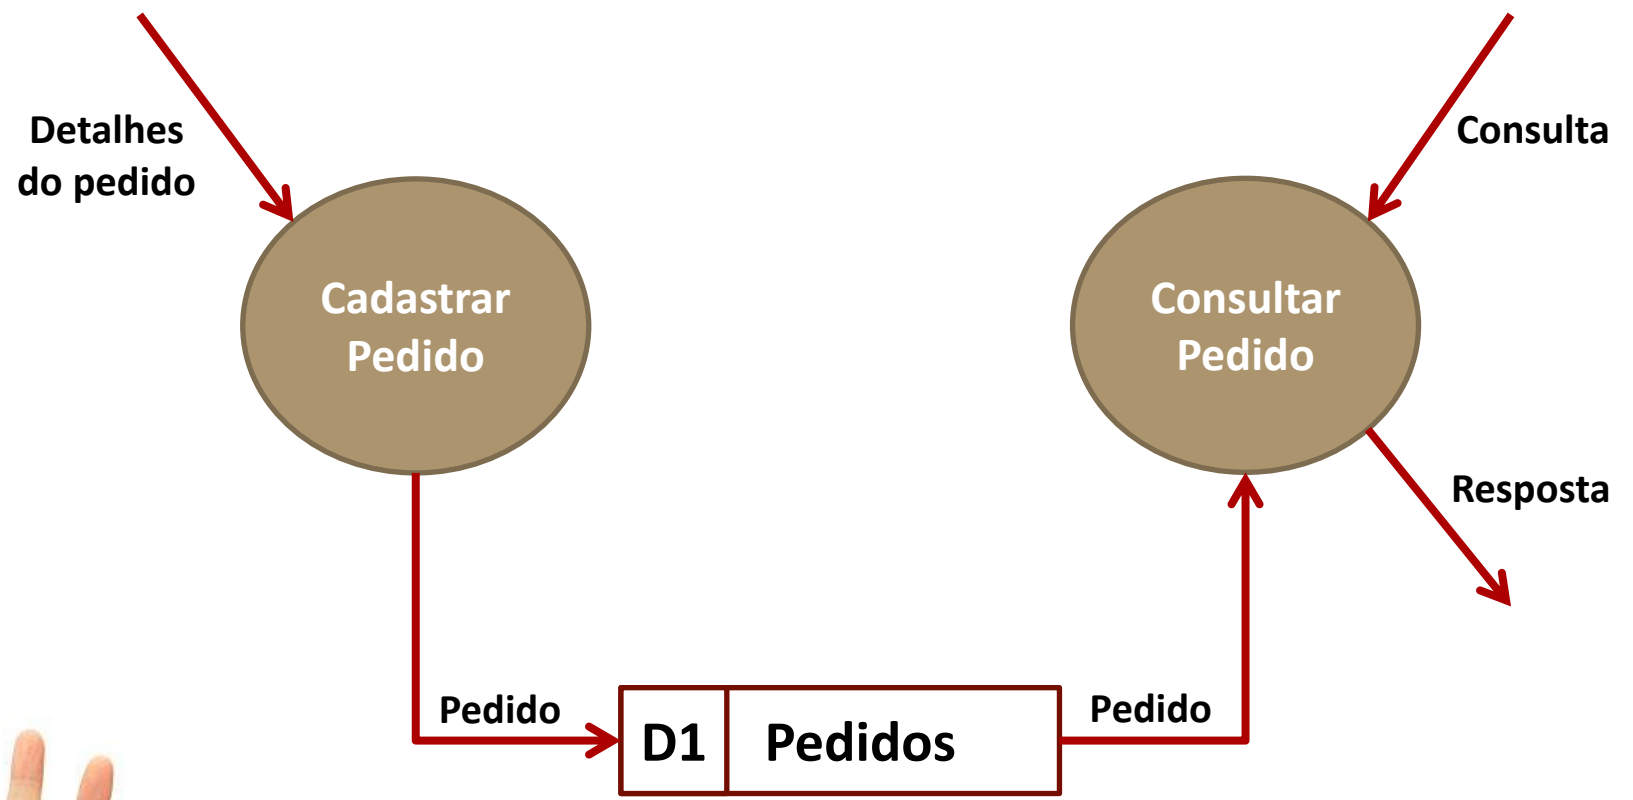 Detalhes
do pedido
Consulta
Cadastrar
Pedido
Consultar
Pedido
Resposta
Pedido
D1 Pedidos
Pedido